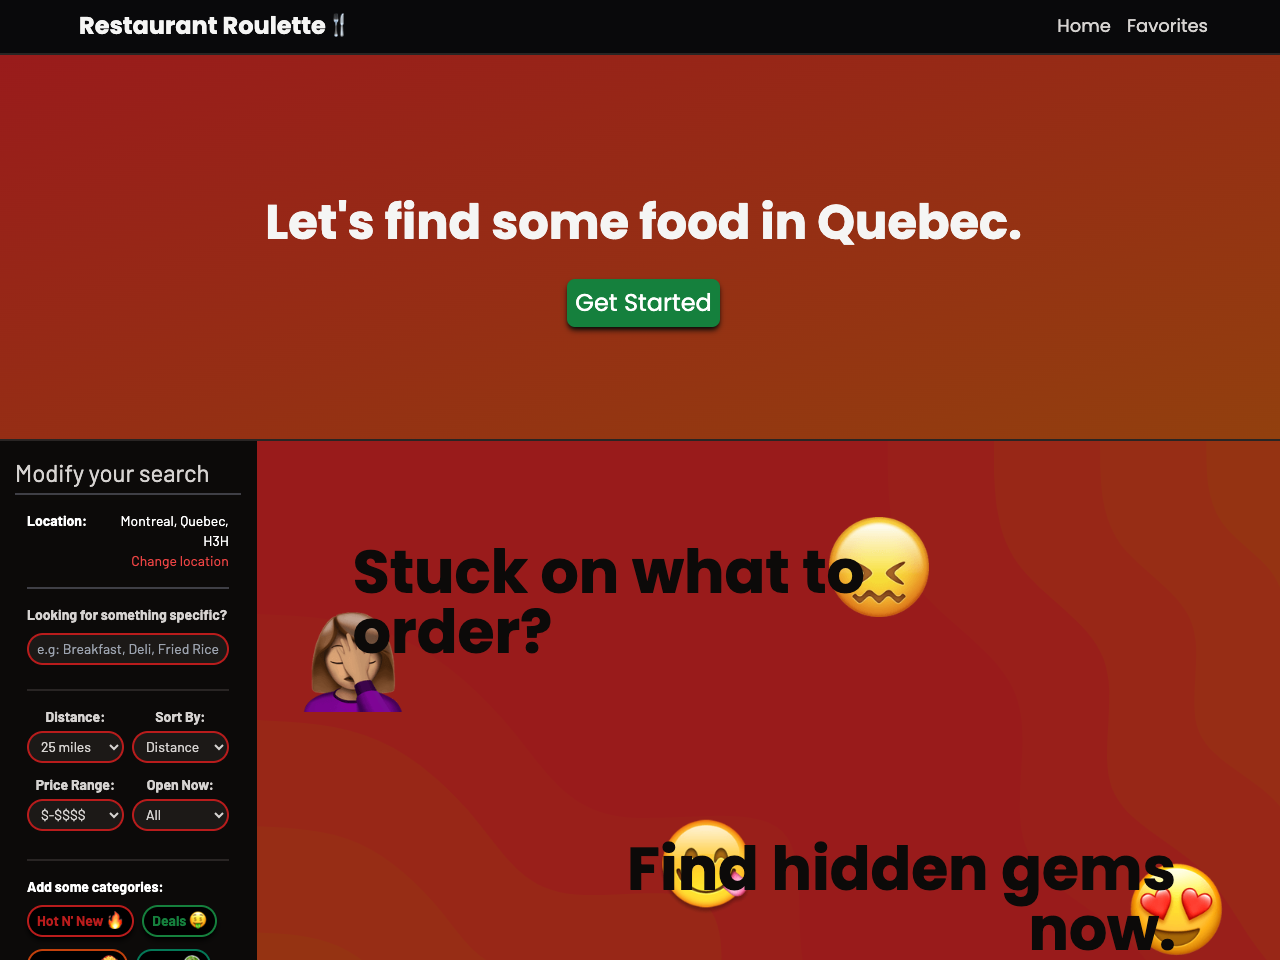 Restaurant Roulette
Home
Favorites
Let's find some food in Quebec.
Get Started
Modify your search
Location:
Montreal, Quebec,
H3H
Change location
Looking for something specific?
e.g: Breakfast, Deli, Fried Rice
Distance:
Sort By:
25 miles
Distance
Price Range:
Open Now:
$-$$$$
All
Add some categories:
Hot N' New
Deals
Stuck on what to
order?
Find hidden gems
now.